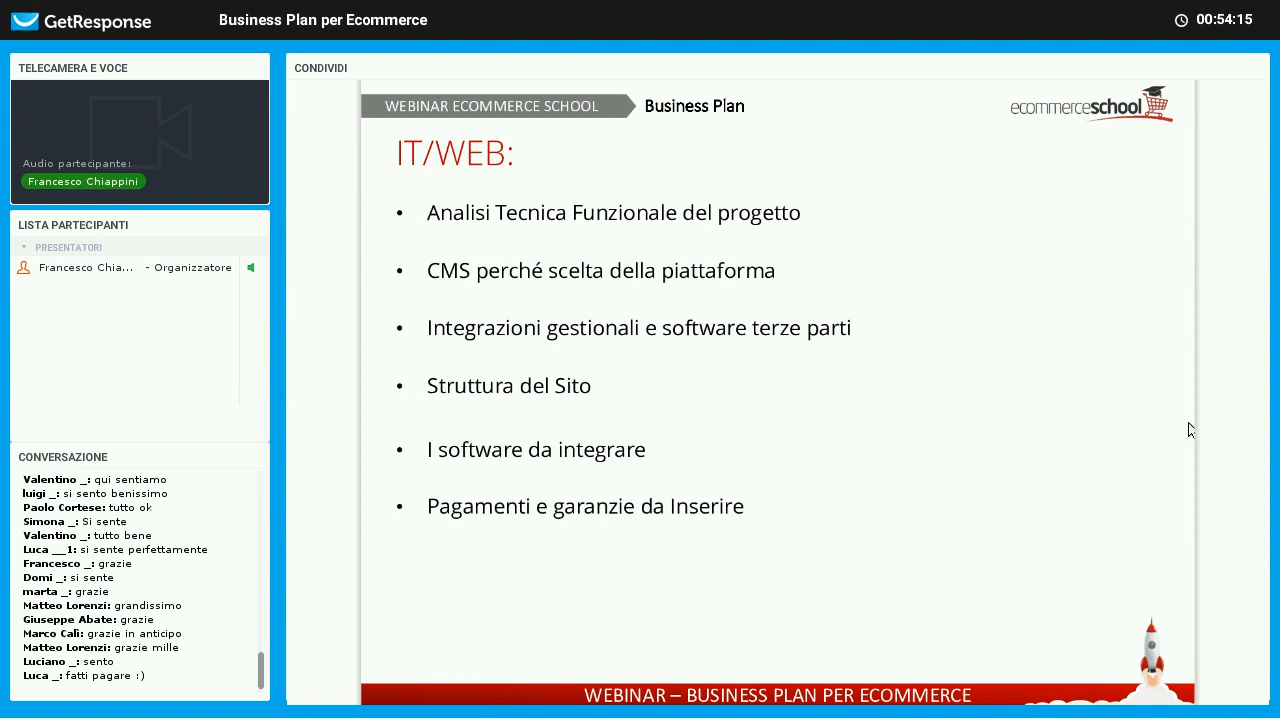 GetResponse
Business Plan per Ecommerce
00:54:15
TELECAMERA E VOCE
Audio partecipante:
Francesco Chiappini
LISTA PARTECIPANTI
PRESENTATORI
Francesco Chia... - Organizzatore
CONVERSAZIONE
Valentino _: qui sentiamo
luigi _: si sento benissimo
Paolo Cortese: tutto ok
Simona _: Si sente
Valentino _: tutto bene
Luca __1: si sente perfettamente
Francesco _: grazie
Domi _: si sente
marta _: grazie
Matteo Lorenzi: grandissimo
Giuseppe Abate: grazie
Marco Calì: grazie in anticipo
Matteo Lorenzi: grazie mille
Luciano _: sento
Luca _: fatti pagare :)
CONDIVIDI
WEBINAR ECOMMERCE SCHOOL
Business Plan
ecommerceschool
IT/WEB:
• Analisi Tecnica Funzionale del progetto
• CMS perché scelta della piattaforma
• Integrazioni gestionali e software terze parti
• Struttura del Sito
• I software da integrare
• Pagamenti e garanzie da Inserire
WEBINAR – BUSINESS PLAN PER ECOMMERCE